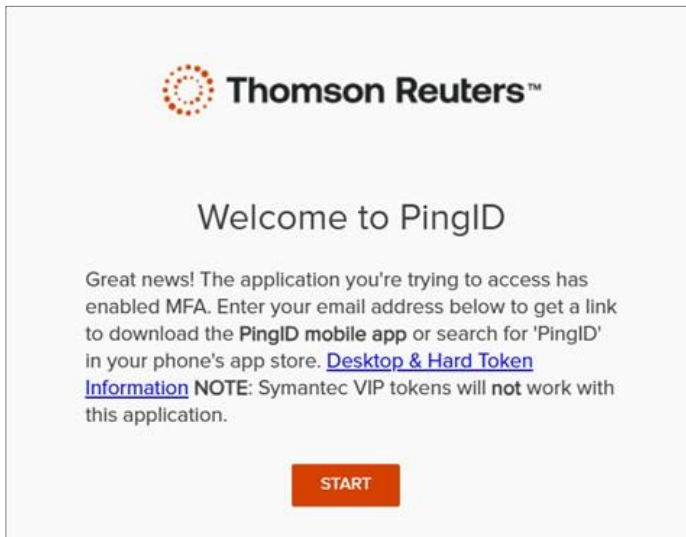 Thomson Reuters™
Welcome to PingID
Great news! The application you're trying to access has
enabled MFA. Enter your email address below to get a link
to download the PingID mobile app or search for 'PingID'
in your phone's app store. Desktop & Hard Token
Information NOTE: Symantec VIP tokens will not work with
this application.
START